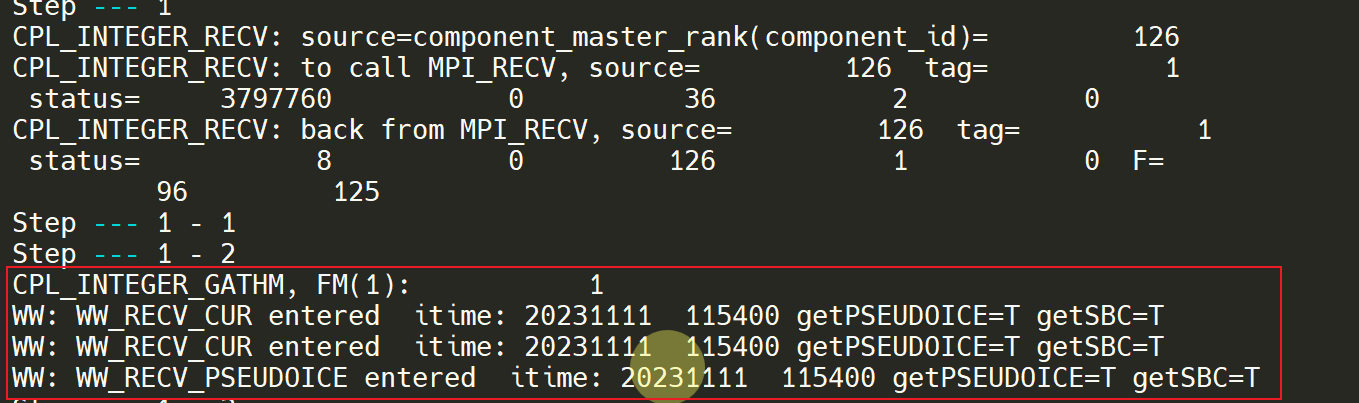 Step --- 1
CPL_INTEGER_RECV: source=component_master_rank(component_id)=         126
CPL_INTEGER_RECV: to call MPI_RECV, source=         126  tag=           1
 status=     3797760           0          36           2           0
CPL_INTEGER_RECV: back from MPI_RECV, source=         126  tag=           1
 status=           8           0         126           1           0  F=
         96         125
Step --- 1 - 1
Step --- 1 - 2
CPL_INTEGER_GATHM, FM(1):           1
WW: WW_RECV_CUR entered  itime: 20231111  115400 getPSEUDOICE=T getSBC=T
WW: WW_RECV_CUR entered  itime: 20231111  115400 getPSEUDOICE=T getSBC=T
WW: WW_RECV_PSEUDOICE entered  itime: 20231111  115400 getPSEUDOICE=T getSBC=T